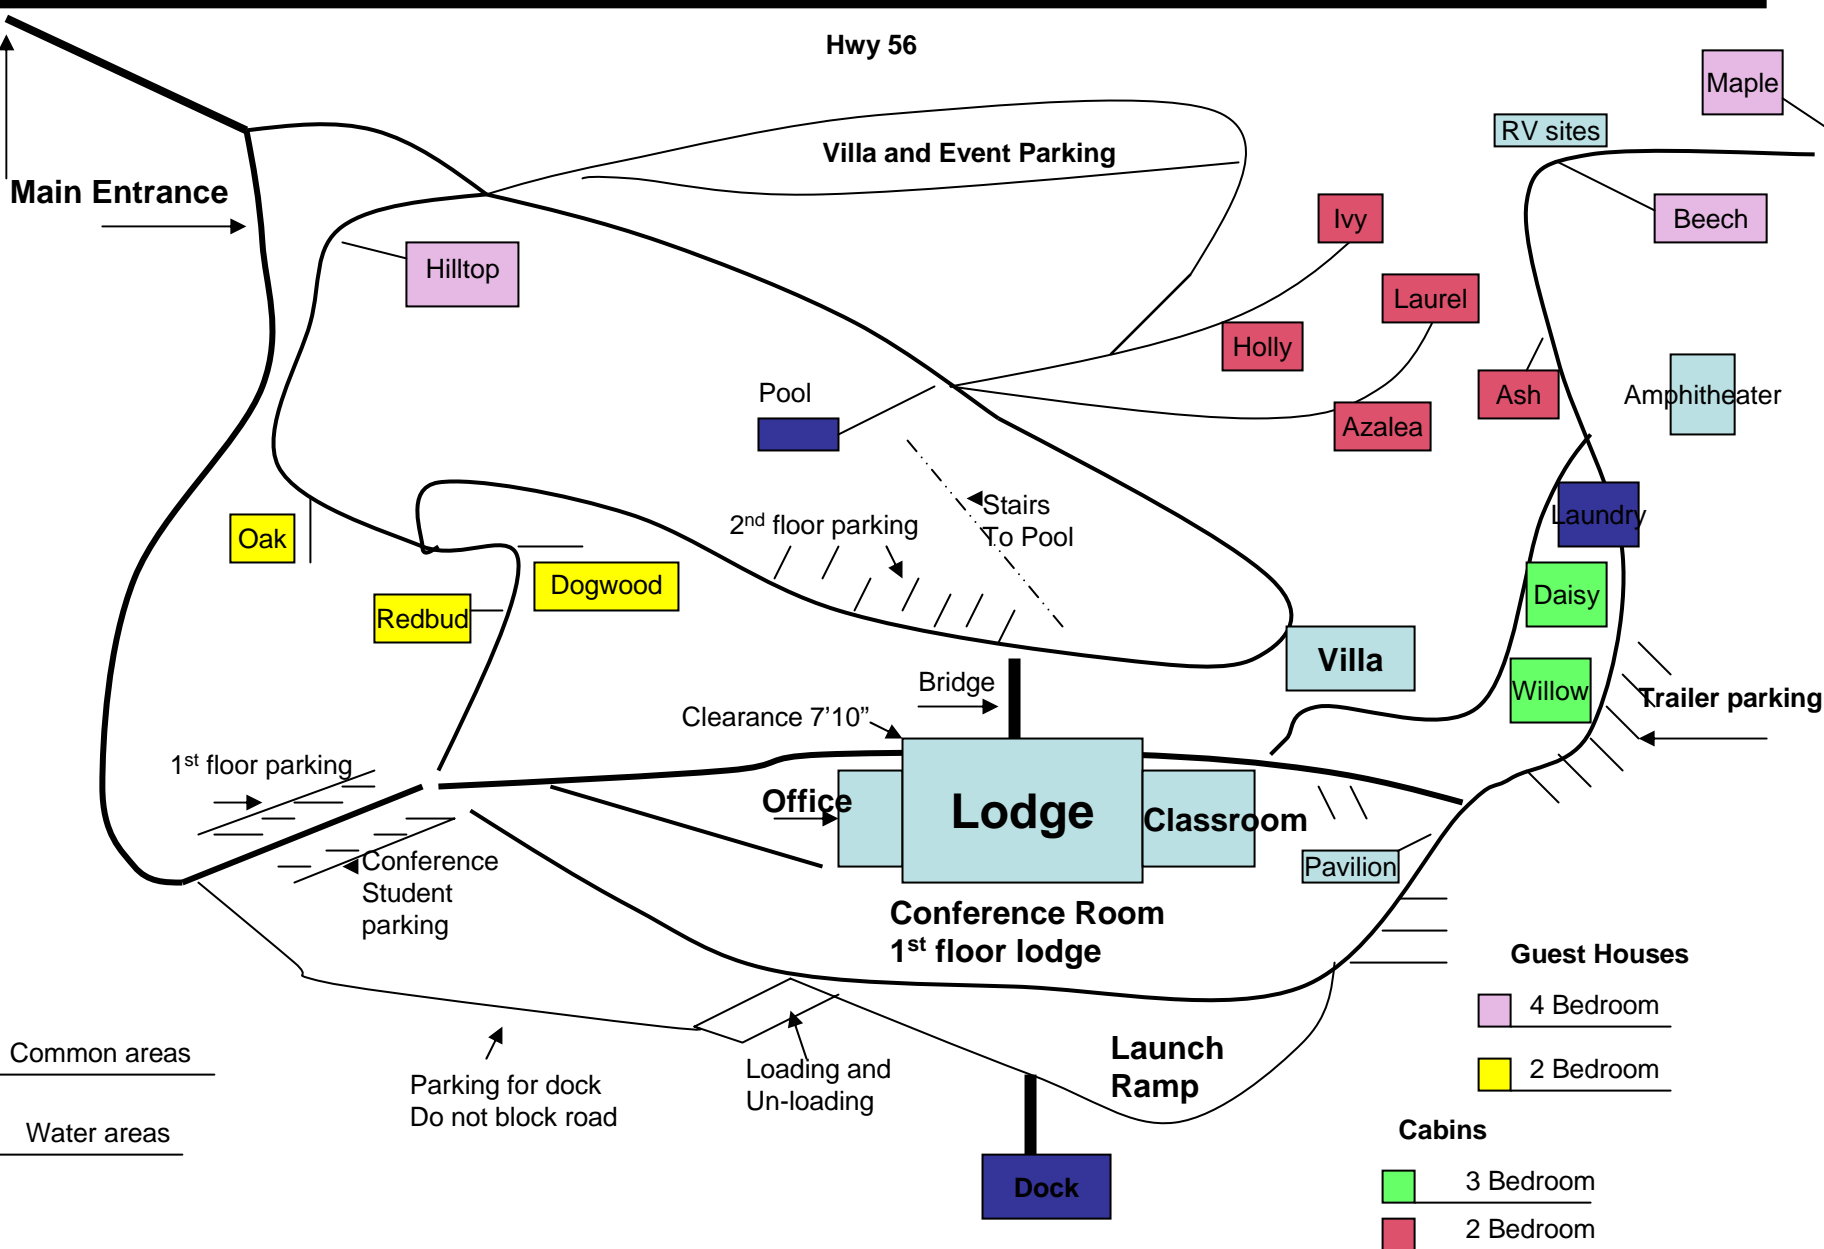 Hwy 56
Maple
RV sites
Villa and Event Parking
Main Entrance
Ivy
Beech
Hilltop
Laurel
Holly
Pool
Ash
Amphitheater
Azalea
Stairs
To Pool
2nd floor parking
Laundry
Oak
Dogwood
Daisy
Redbud
Villa
Bridge
Willow
Trailer parking
Clearance 7’10”
1st floor parking
Office
Lodge
Classroom
Conference
Student
parking
Pavilion
Conference Room
1st floor lodge
Guest Houses
4 Bedroom
Common areas
Launch
Ramp
2 Bedroom
Parking for dock
Do not block road
Loading and
Un-loading
Water areas
Cabins
Dock
3 Bedroom
2 Bedroom